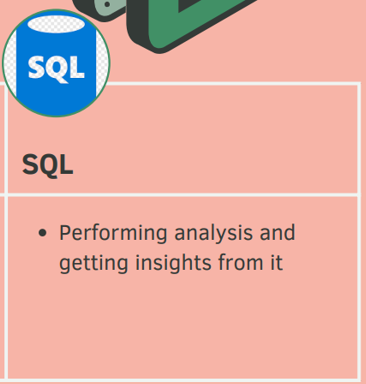 SQL
SQL
• Performing analysis and
getting insights from it